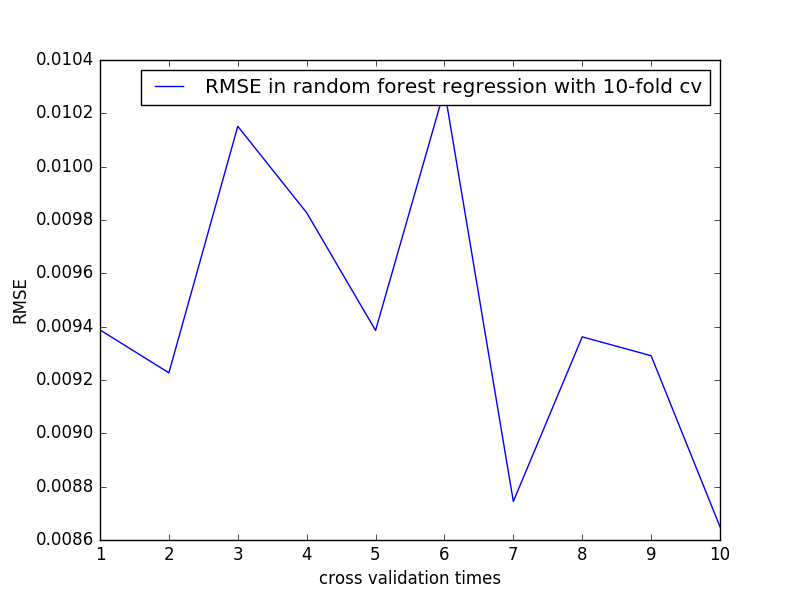 RMSE in random forest regression with 10-fold cv
0.0104
0.0102
0.0100
0.0098
0.0096
0.0094
0.0092
0.0090
0.0088
0.0086
RMSE
1 2 3 4 5 6 7 8 9 10
cross validation times